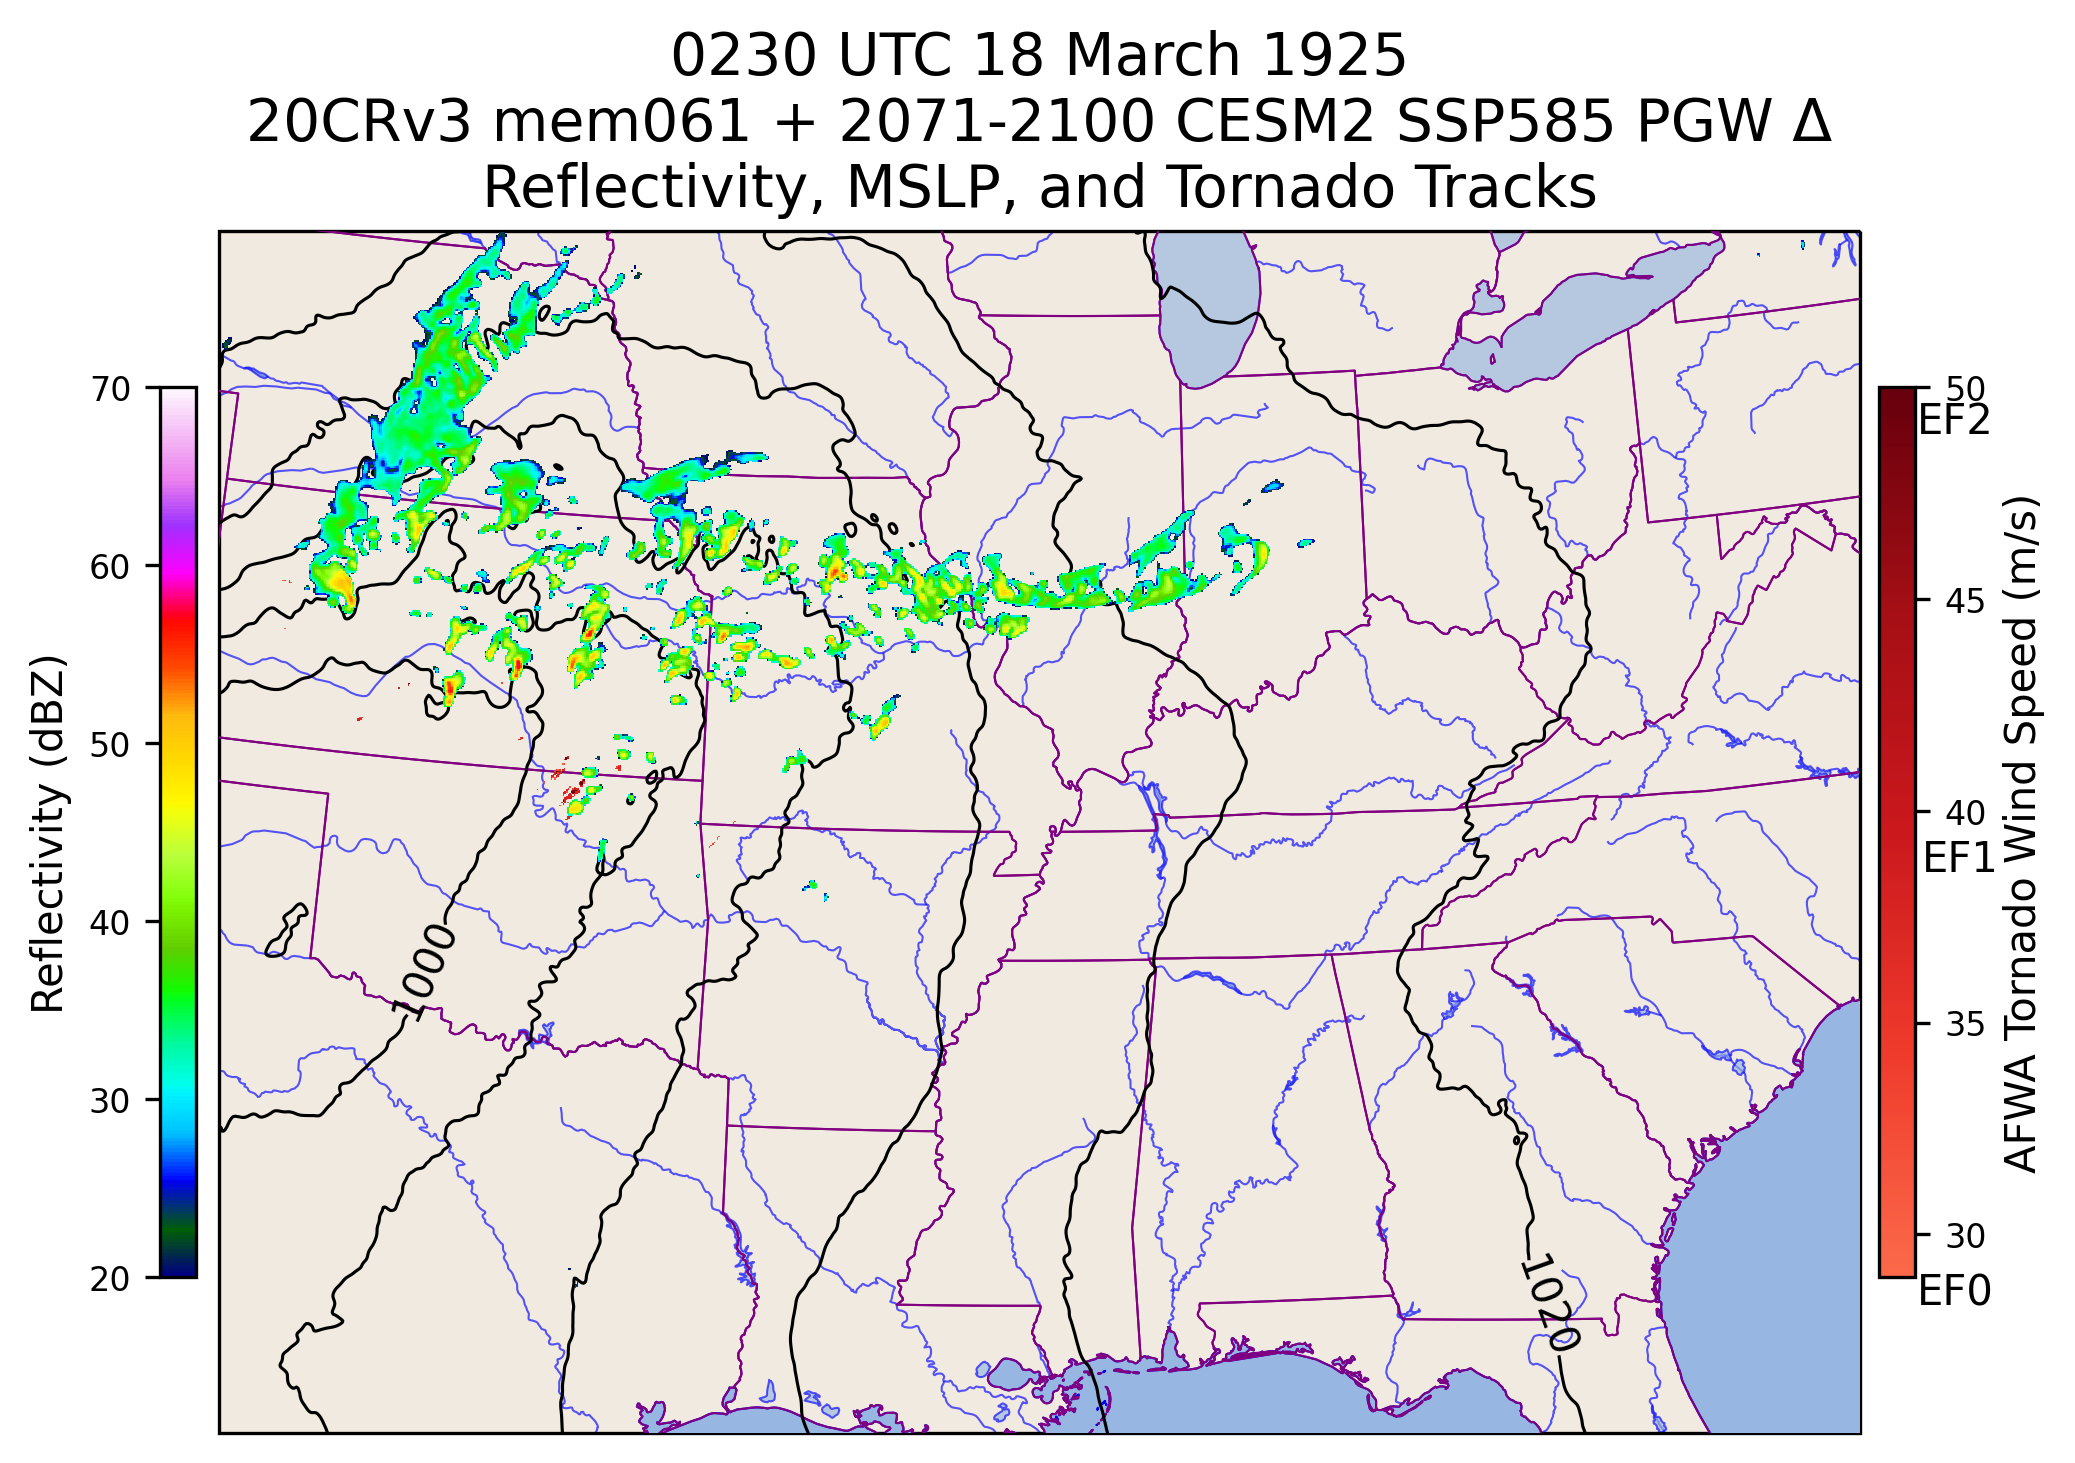 0230 UTC 18 March 1925
20CRv3 mem061 + 2071-2100 CESM2 SSP585 PGW Δ
Reflectivity, MSLP, and Tornado Tracks
Reflectivity (dBZ)
70
60
50
40
30
20
1000
1020
50
EF2
45
40
EF1
35
30
EF0
AFWA Tornado Wind Speed (m/s)